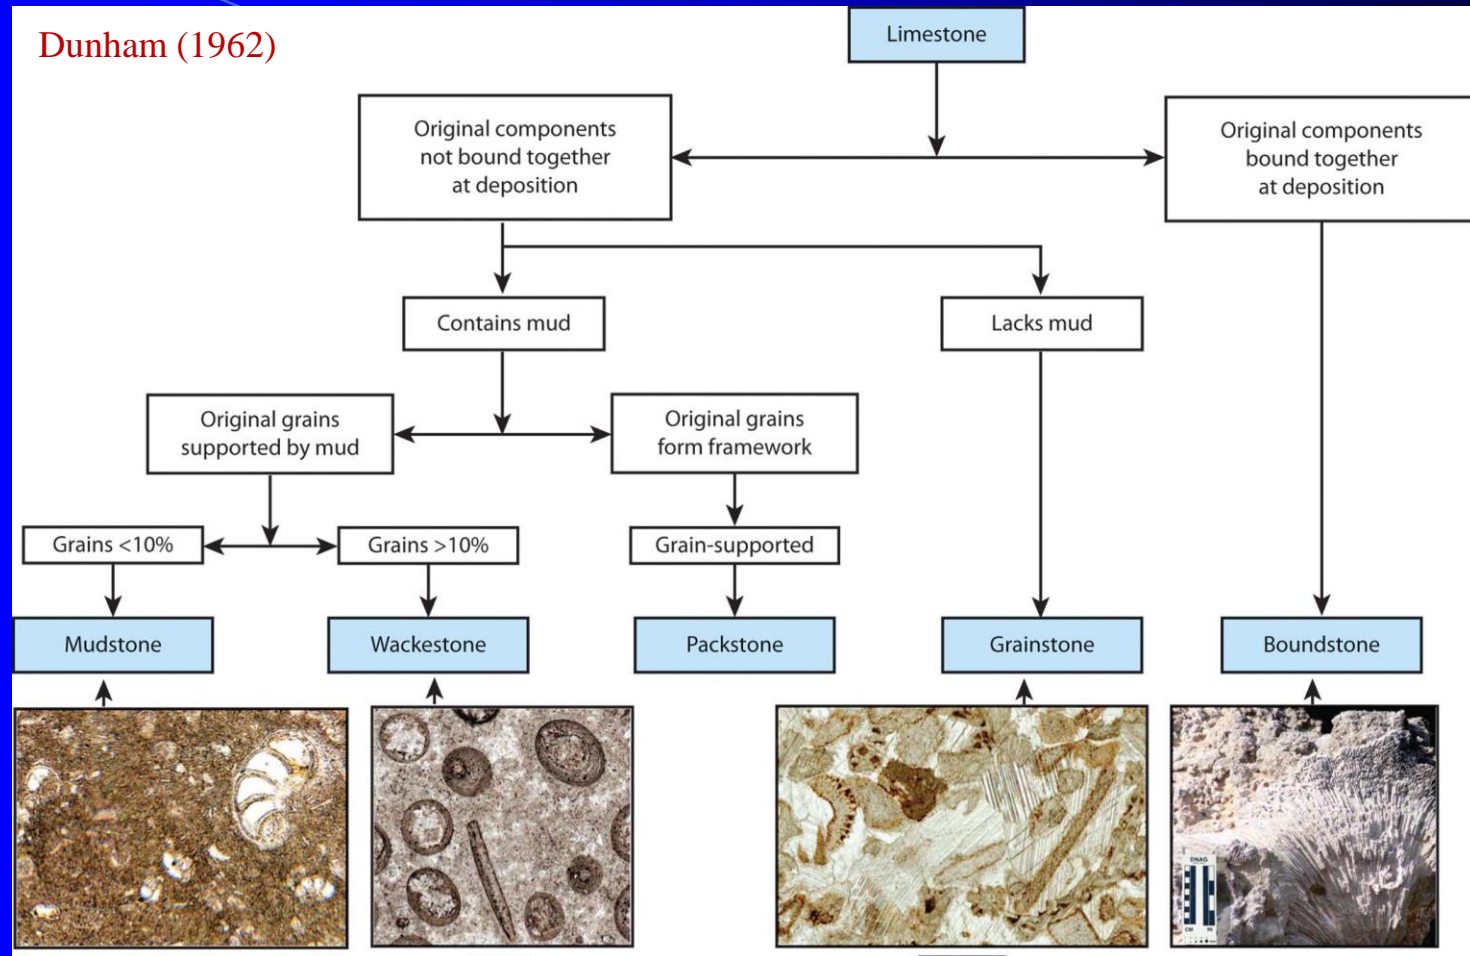 Dunham (1962)
Limestone
Original components
not bound together
at deposition
Original components
bound together
at deposition
Contains mud
Lacks mud
Original grains
supported by mud
Original grains
form framework
Grains <10%
Grains >10%
Grain-supported
Mudstone
Wackestone
Packstone
Grainstone
Boundstone
DNAG
CM